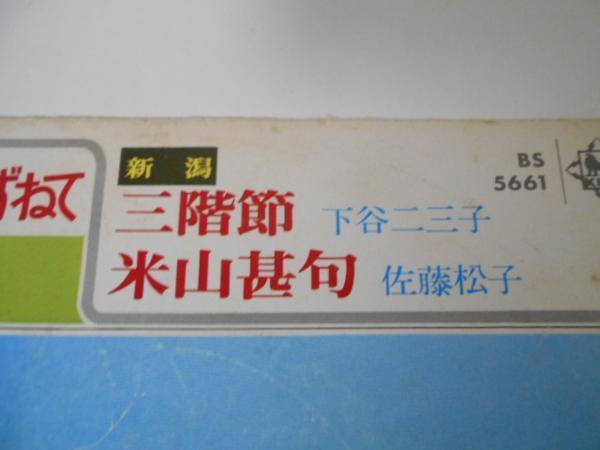 ずねて
新潟
三階節 下谷二三子
米山甚句 佐藤松子
BS
5661